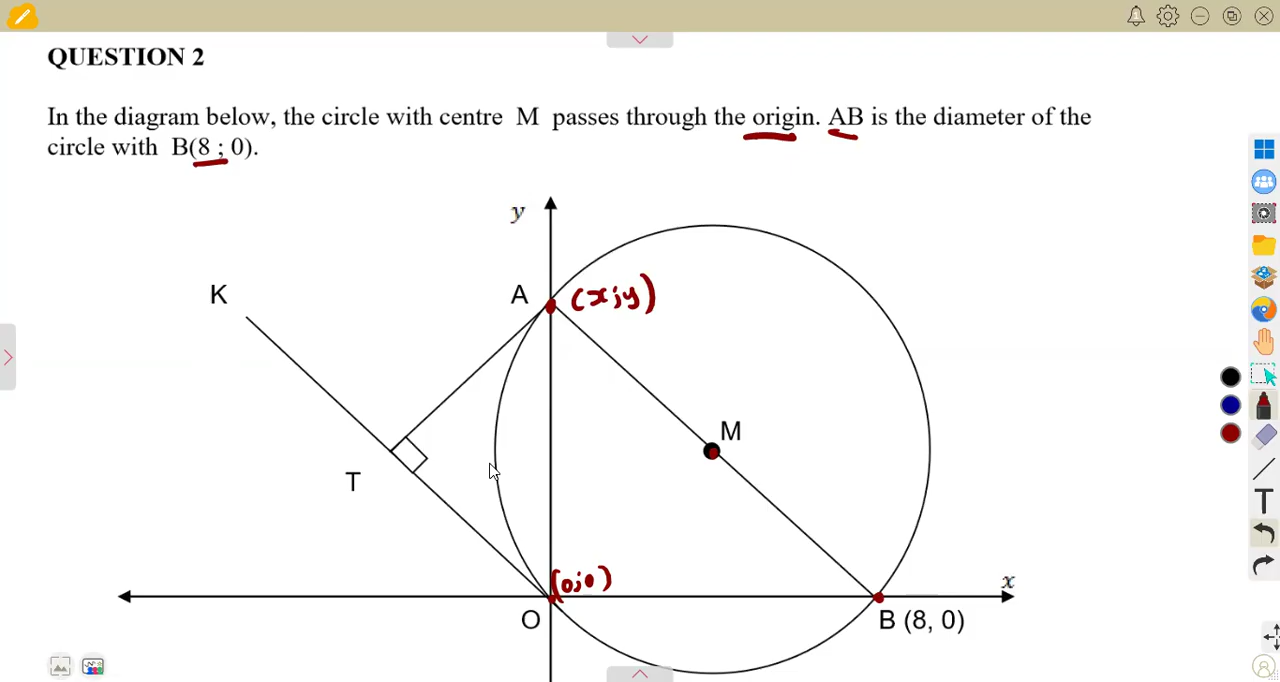 QUESTION 2
In the diagram below, the circle with centre M passes through the origin. AB is the diameter of the
circle with B(8 ; 0).
y
K
A (x;y)
M
T
(0;0)
x
O
B (8, 0)
T